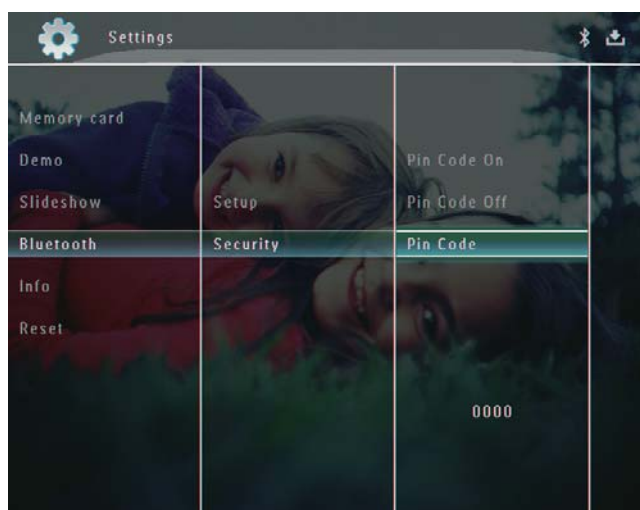 Settings
Memory card
Demo
Slideshow
Bluetooth
Info
Reset
Setup
Security
Pin Code On
Pin Code Off
Pin Code
0000